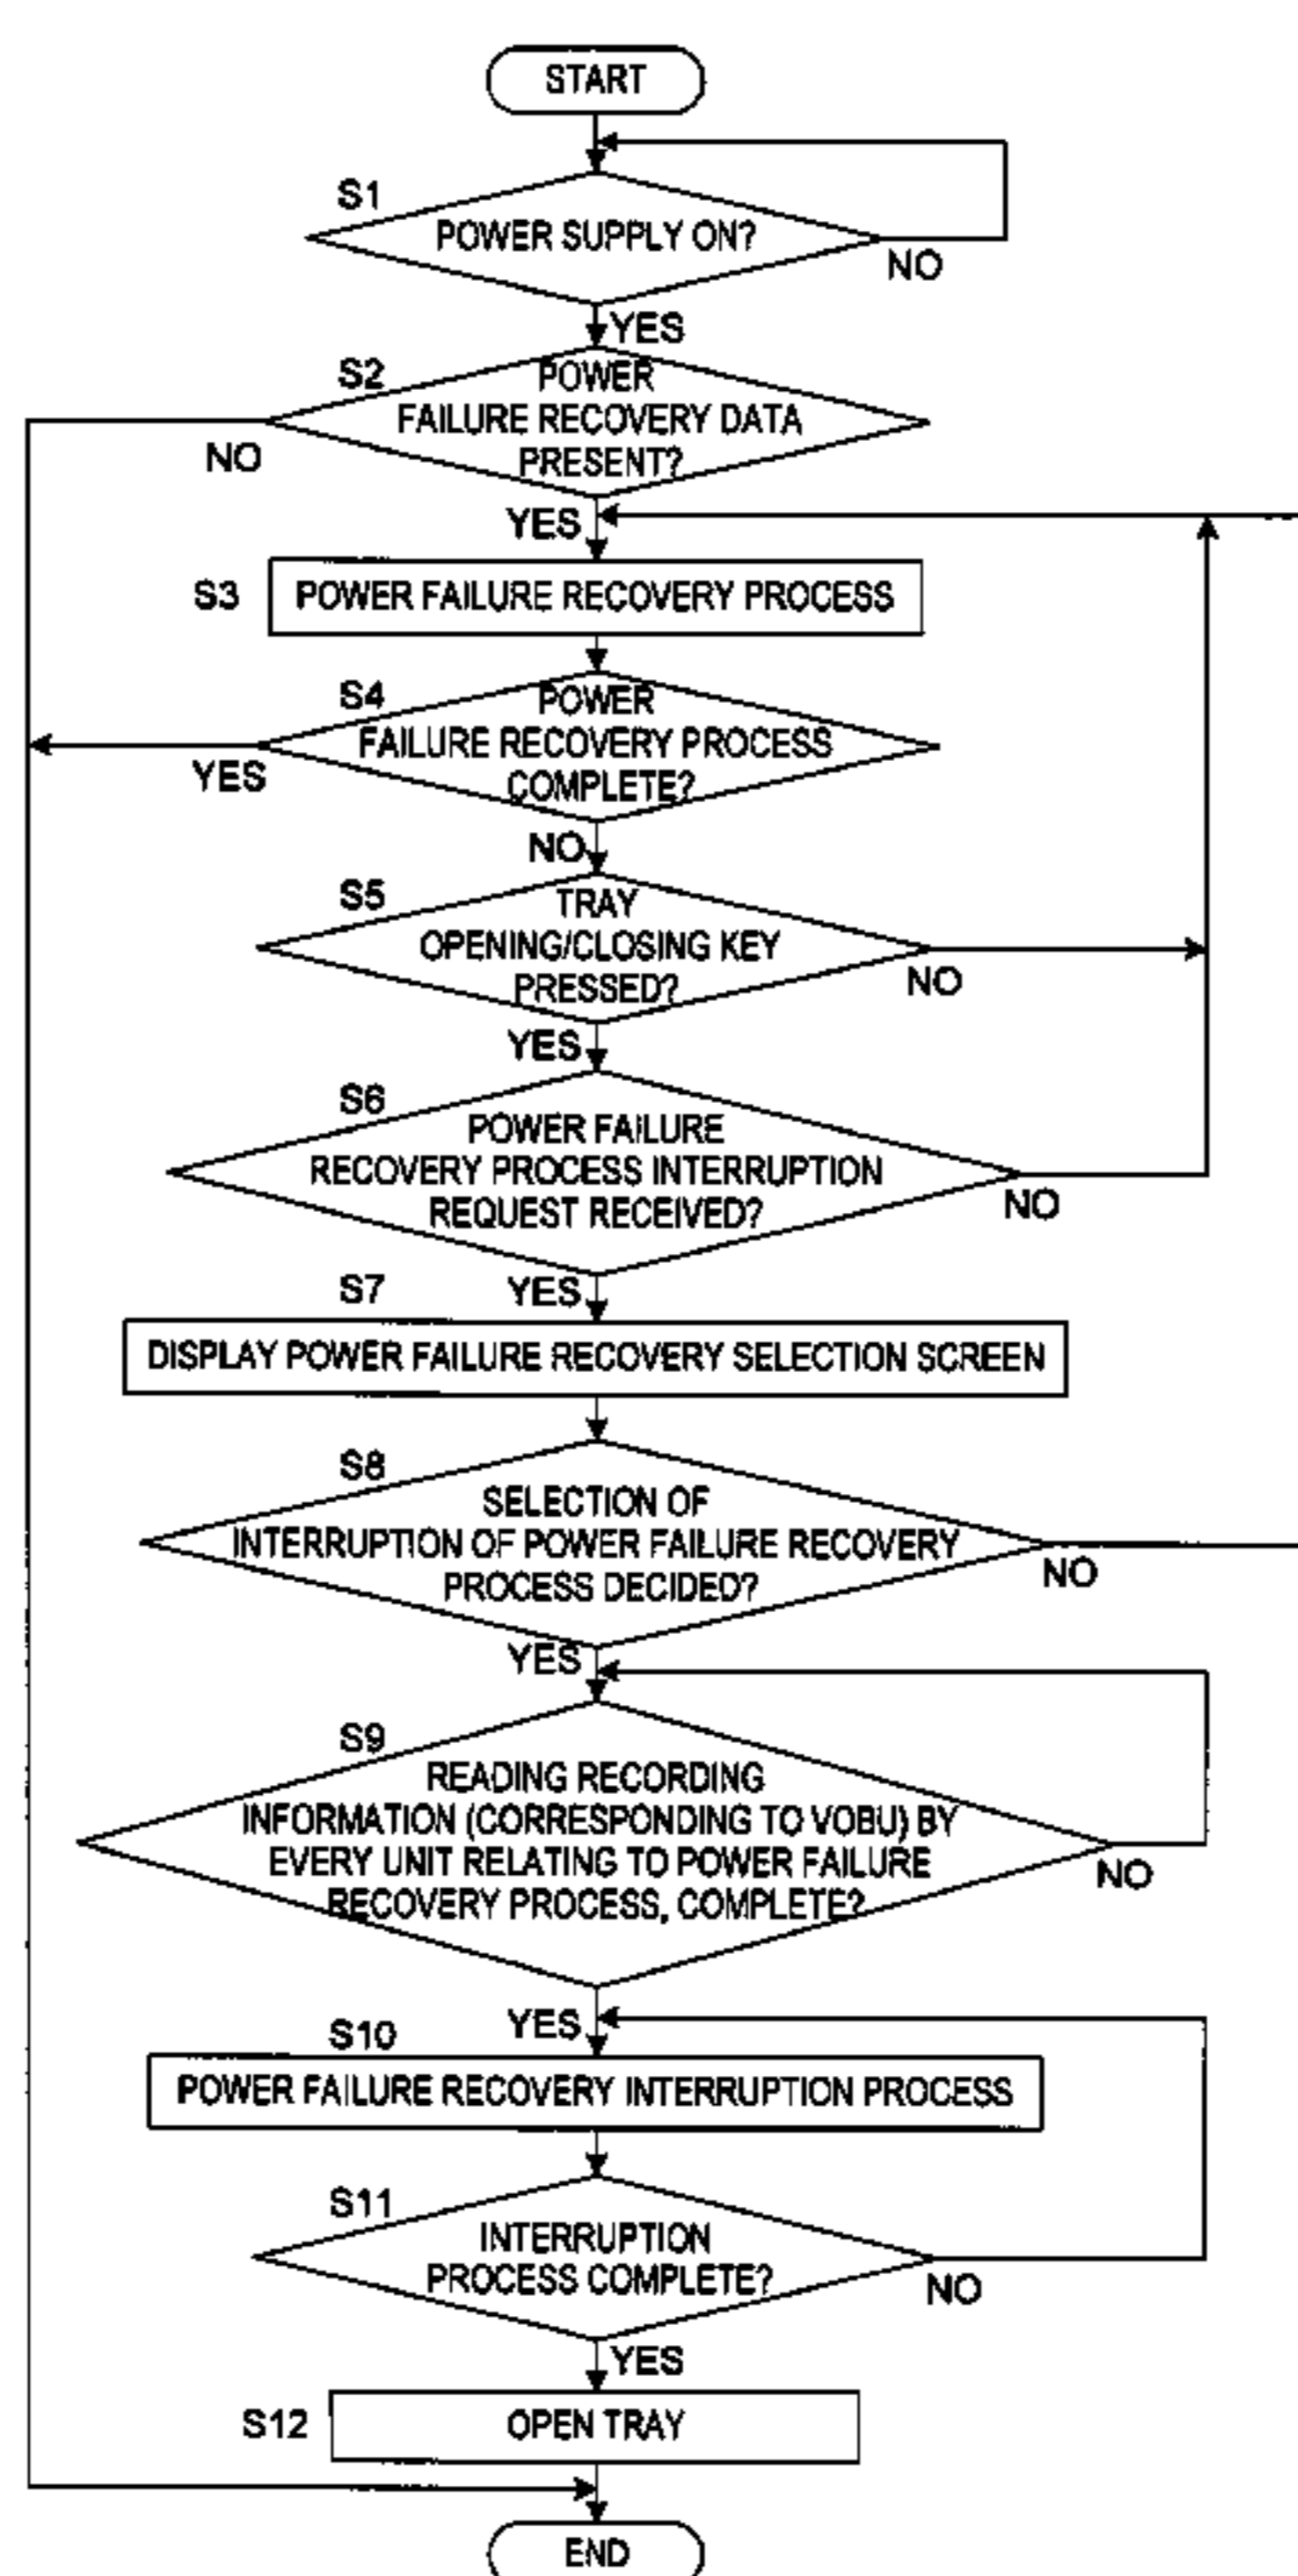 START
S1
POWER SUPPLY ON?
NO
YES
S2
POWER
FAILURE RECOVERY DATA
PRESENT?
NO
YES
S3
POWER FAILURE RECOVERY PROCESS
S4
POWER
FAILURE RECOVERY PROCESS
COMPLETE?
YES
NO
S5
TRAY
OPENING/CLOSING KEY
PRESSED?
NO
YES
S6
POWER FAILURE
RECOVERY PROCESS INTERRUPTION
REQUEST RECEIVED?
NO
YES
S7
DISPLAY POWER FAILURE RECOVERY SELECTION SCREEN
S8
SELECTION OF
INTERRUPTION OF POWER FAILURE RECOVERY
PROCESS DECIDED?
NO
YES
S9
READING RECORDING
INFORMATION (CORRESPONDING TO VOBU) BY
EVERY UNIT RELATING TO POWER FAILURE
RECOVERY PROCESS, COMPLETE?
NO
YES
S10
POWER FAILURE RECOVERY INTERRUPTION PROCESS
S11
INTERRUPTION
PROCESS COMPLETE?
NO
YES
S12
OPEN TRAY
END